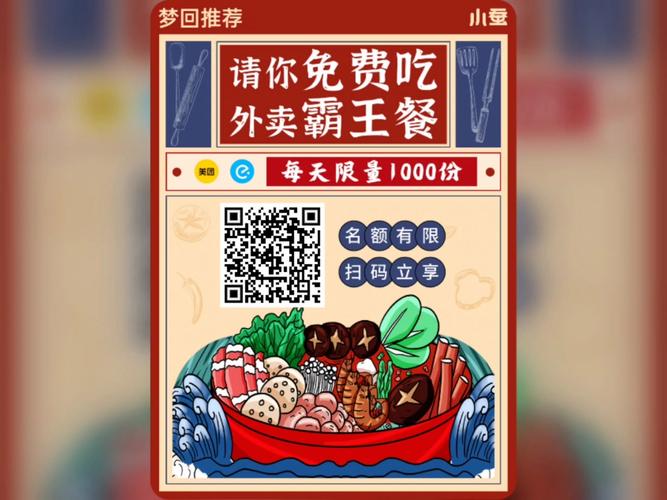 梦回推荐
小蚕
请你免费吃
外卖霸王餐
美团
每天限量1000份
名额有限
扫码立享